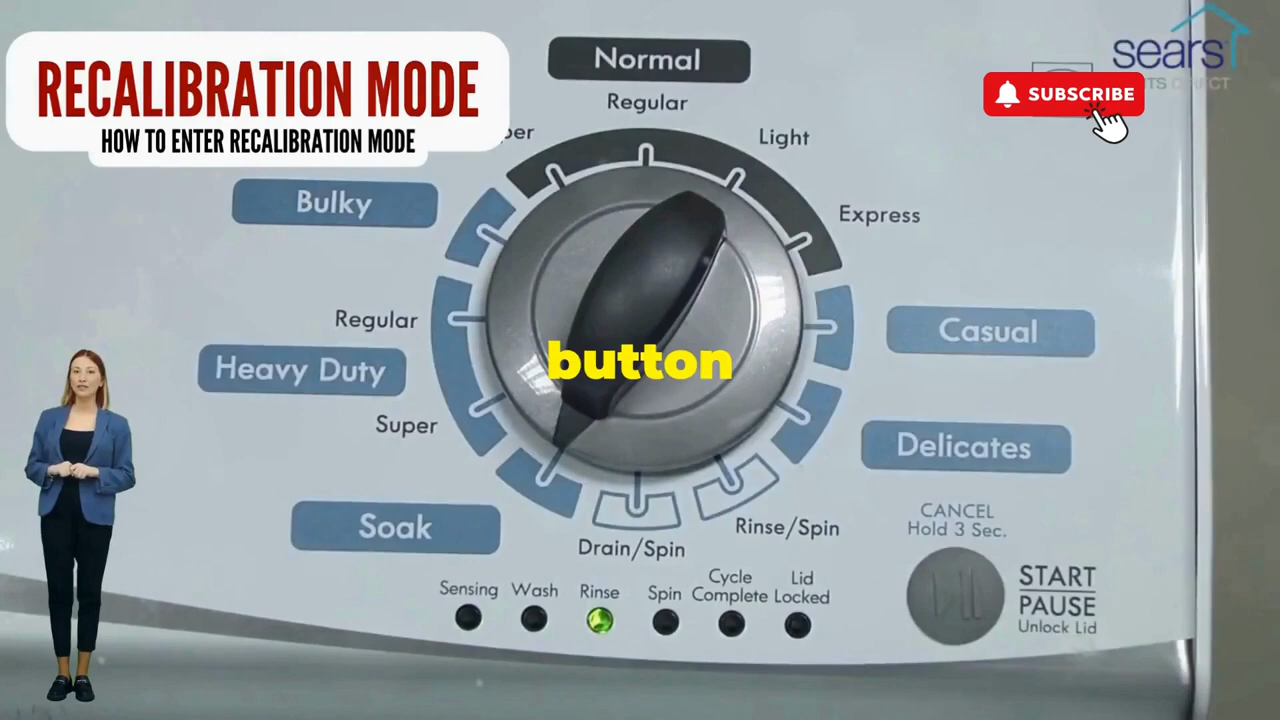 RECALIBRATION MODE
HOW TO ENTER RECALIBRATION MODE
sears
DIRECT
SUBSCRIBE
Normal
Regular
Light
Express
Bulky
Regular
Heavy Duty
Super
Soak
Casual
Delicates
button
Drain/Spin
Rinse/Spin
CANCEL
Hold 3 Sec.
START
PAUSE
Unlock Lid
Sensing
Wash
Rinse
Spin
Cycle
Complete
Lid
Locked